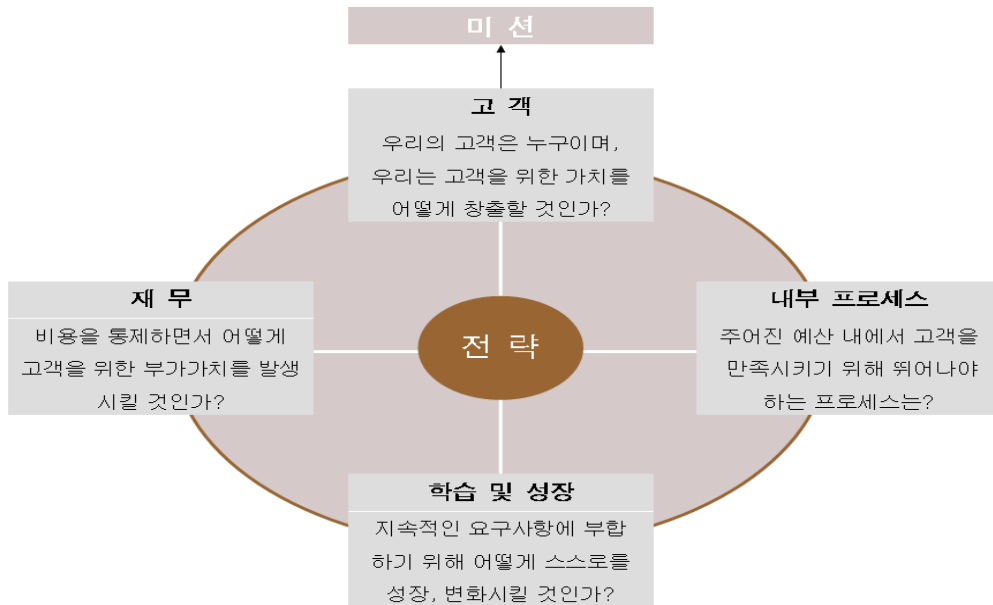 미 션
고 객
우리의 고객은 누구이며,
우리는 고객을 위한 가치를
어떻게 창출할 것인가?
재 무
비용을 통제하면서 어떻게
고객을 위한 부가가치를 발생
시킬 것인가?
전 략
내부 프로세스
주어진 예산 내에서 고객을
만족시키기 위해 뛰어나야
하는 프로세스는?
학습 및 성장
지속적인 요구사항에 부합
하기 위해 어떻게 스스로를
성장, 변화시킬 것인가?